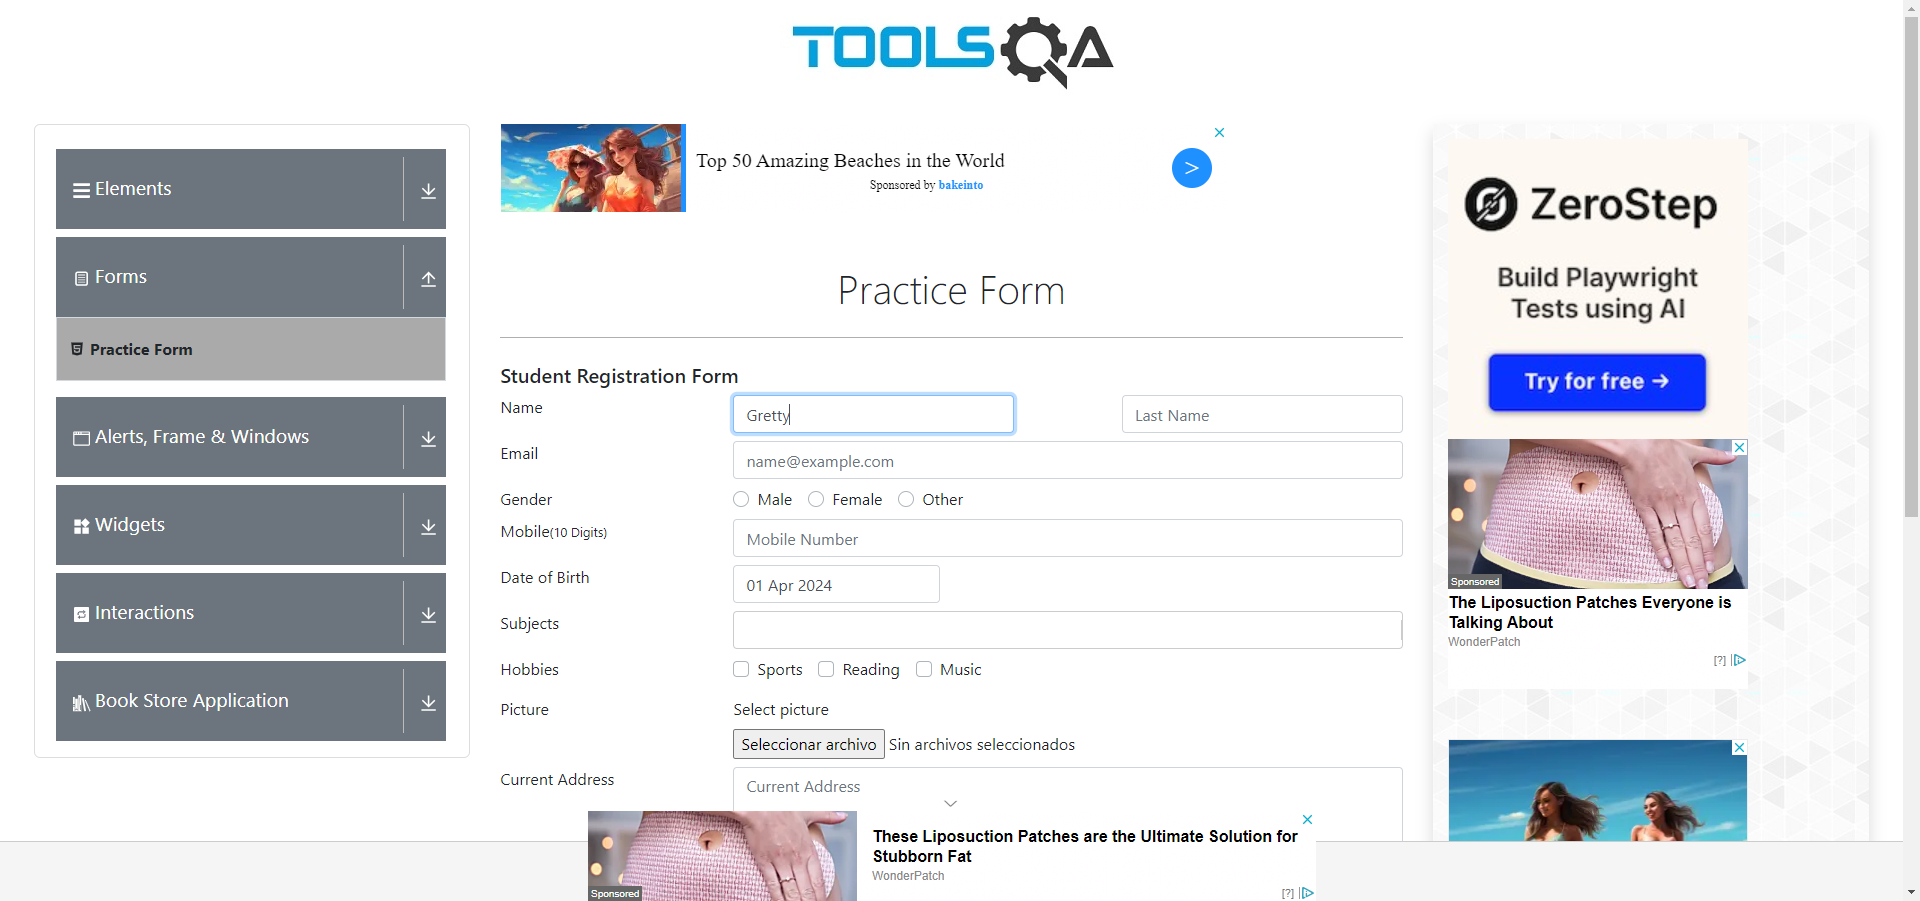 TOOLSQA
Elements
Forms
Practice Form
Alerts, Frame & Windows
Widgets
Interactions
Book Store Application
Top 50 Amazing Beaches in the World
Sponsored by bakeinto
>
Practice Form
Student Registration Form
Name
Gretty
Last Name
Email
name@example.com
Gender
Male Female Other
Mobile(10 Digits)
Mobile Number
Date of Birth
01 Apr 2024
Subjects
Hobbies
Sports Reading Music
Picture
Select picture
Seleccionar archivo Sin archivos seleccionados
Current Address
Current Address
These Liposuction Patches are the Ultimate Solution for
Stubborn Fat
WonderPatch
Sponsored
[?]
ZeroStep
Build Playwright
Tests using AI
Try for free →
Sponsored
The Liposuction Patches Everyone is
Talking About
WonderPatch
[?]